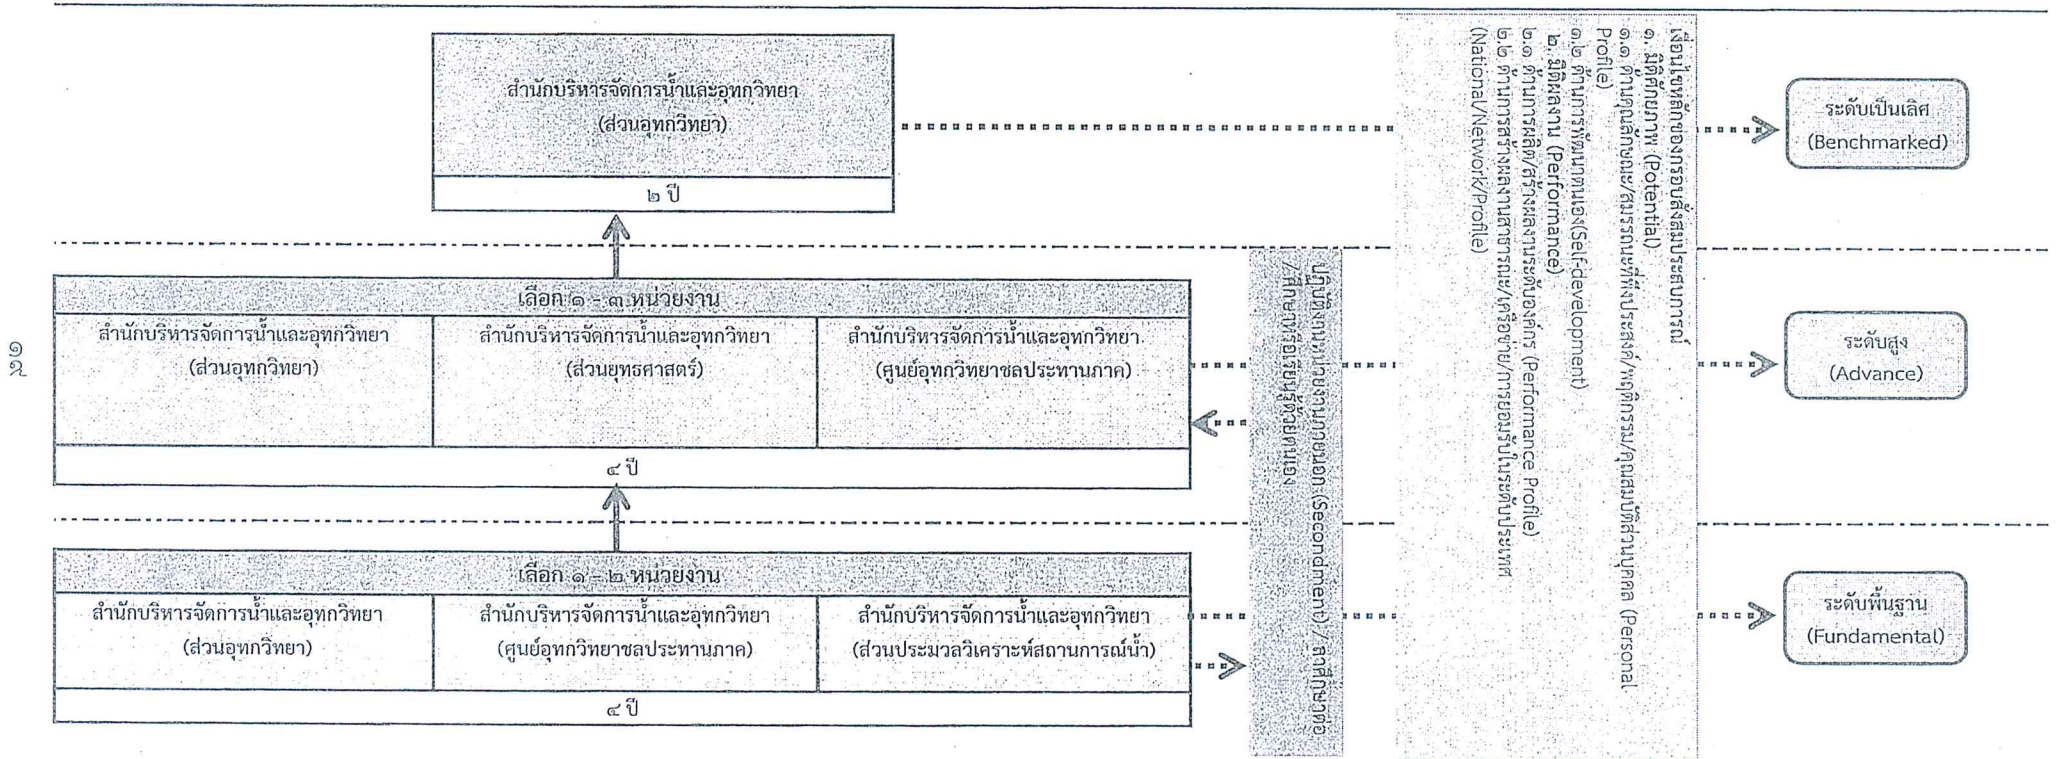 สำนักบริหารจัดการน้ำและอุทกวิทยา
(ส่วนอุทกวิทยา)
๒ ปี
เลือก ๑ - ๓ หน่วยงาน
สำนักบริหารจัดการน้ำและอุทกวิทยา
(ส่วนอุทกวิทยา)
สำนักบริหารจัดการน้ำและอุทกวิทยา
(ส่วนยุทธศาสตร์)
สำนักบริหารจัดการน้ำและอุทกวิทยา
(ศูนย์อุทกวิทยาชลประทานภาค)
๔ ปี
เลือก ๑ - ๒ หน่วยงาน
สำนักบริหารจัดการน้ำและอุทกวิทยา
(ส่วนอุทกวิทยา)
สำนักบริหารจัดการน้ำและอุทกวิทยา
(ศูนย์อุทกวิทยาชลประทานภาค)
สำนักบริหารจัดการน้ำและอุทกวิทยา
(ส่วนประมวลวิเคราะห์สถานการณ์น้ำ)
๔ ปี
ปฏิบัติงานหน่วยงานภายนอก (Secondment) / ลาศึกษาต่อ
/ศึกษาหรือเรียนรู้ด้วยตนเอง
เงื่อนไขหลักของกรอบสั่งสมประสบการณ์
๑. มิติศักยภาพ (Potential)
๑.๑ ด้านคุณลักษณะ/สมรรถนะที่พึงประสงค์/พฤติกรรม/คุณสมบัติส่วนบุคคล (Personal
Profile)
๑.๒ ด้านการพัฒนาตนเอง(Self-development)
๒. มิติผลงาน (Performance)
๒.๑ ด้านการผลิต/สร้างผลงานระดับองค์กร (Performance Profile)
๒.๒ ด้านการสร้างผลงานสาธารณะ/เครือข่าย/การยอมรับในระดับประเทศ
(National/Network/Profile)
ระดับเป็นเลิศ
(Benchmarked)
ระดับสูง
(Advance)
ระดับพื้นฐาน
(Fundamental)